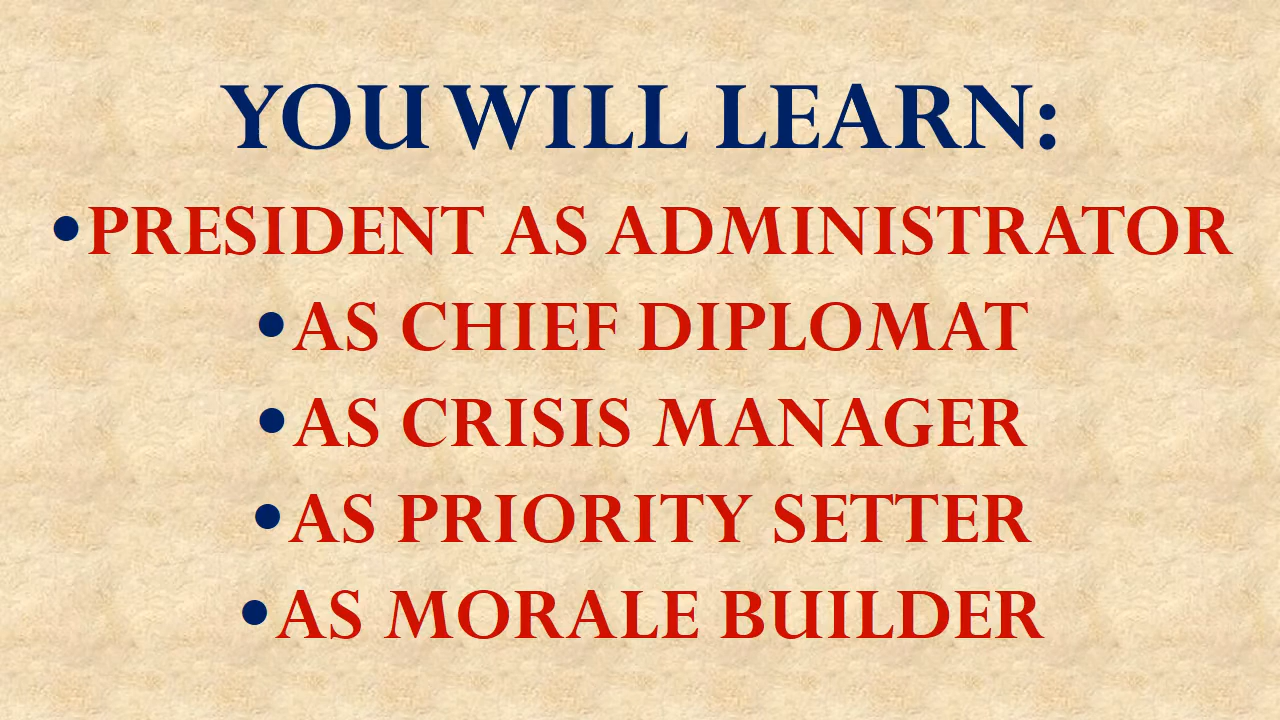 YOU WILL LEARN:
•PRESIDENT AS ADMINISTRATOR
•AS CHIEF DIPLOMAT
•AS CRISIS MANAGER
•AS PRIORITY SETTER
•AS MORALE BUILDER